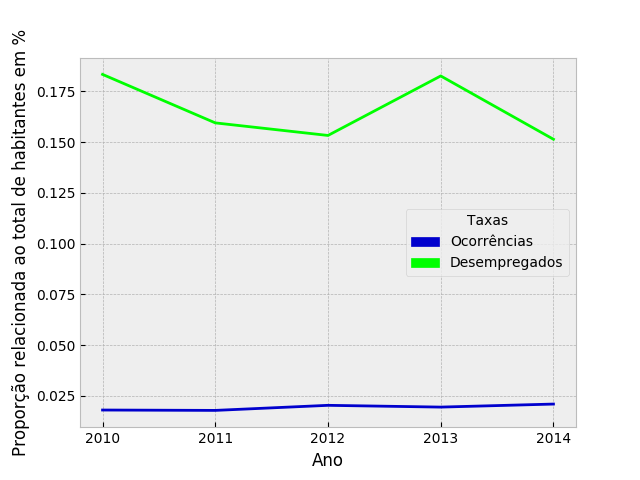 Proporção relacionada ao total de habitantes em %
0.175
0.150
0.125
0.100
0.075
0.050
0.025
Taxas
Ocorrências
Desempregados
2010 2011 2012 2013 2014
Ano